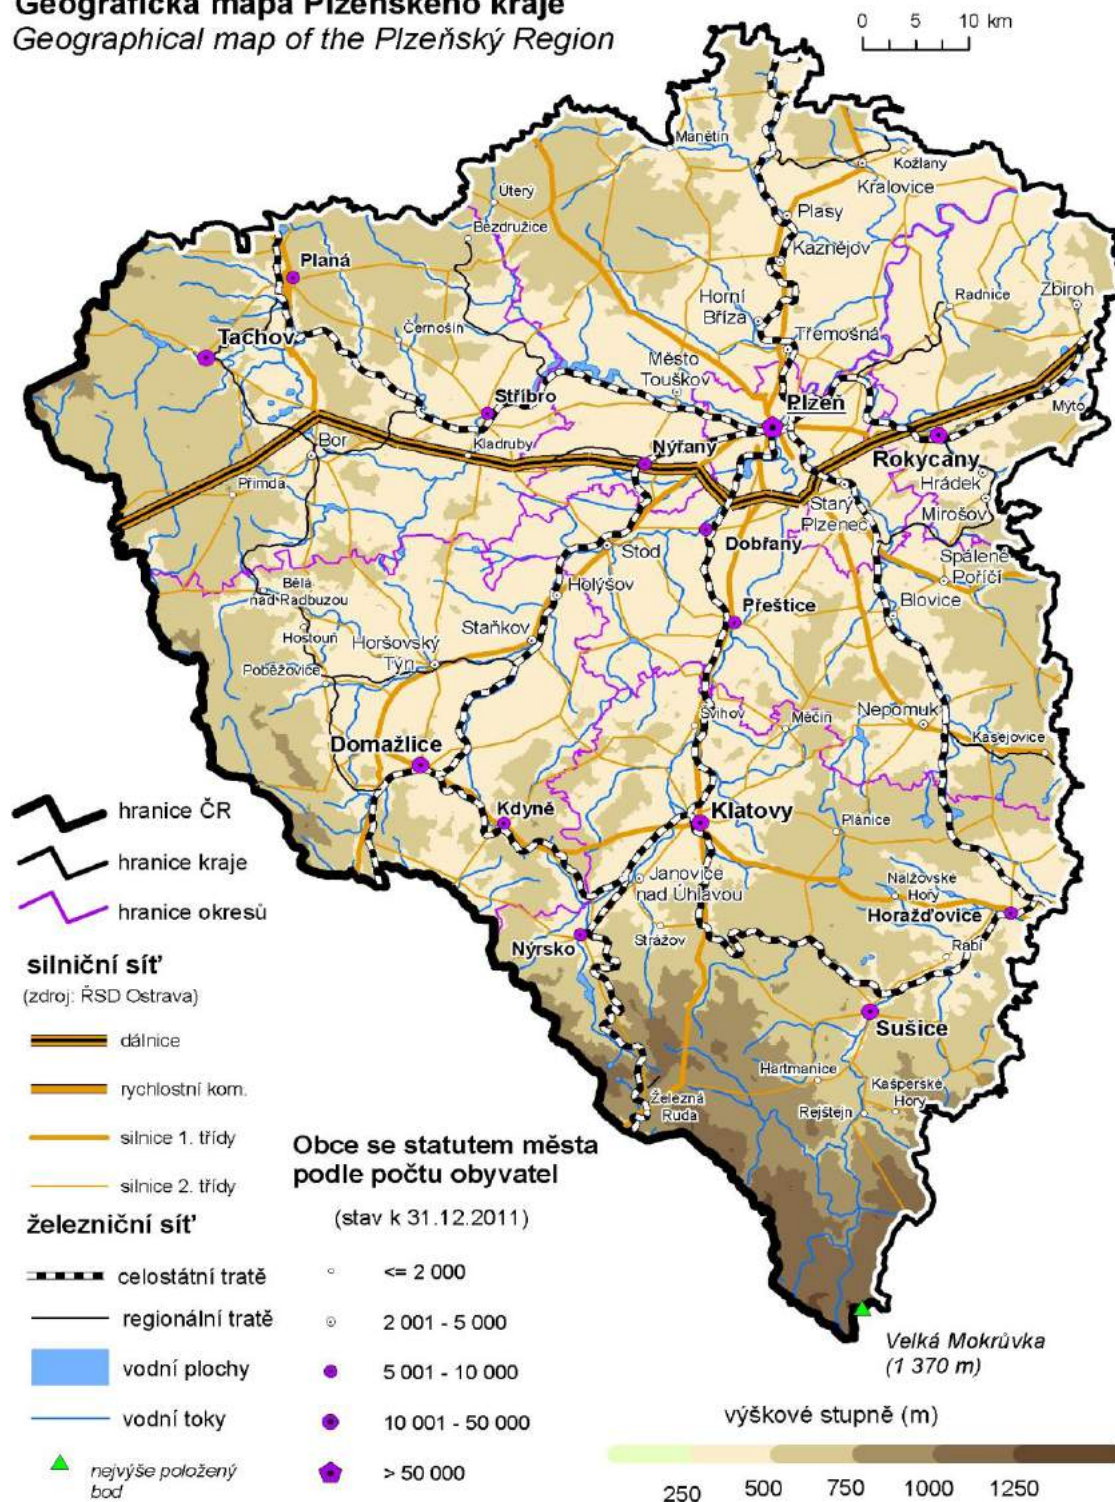 Geografická mapa Plzeňského kraje
Geographical map of the Plzeňský Region
0 5 10 km
Manětín
Kožlany
Kralovice
Úterý
Plasy
Bezdružice
Kaznějov
Planá
Radnice
Zbiroh
Horní
Bříza
Černošín
Třemošná
Tachov
Město
Touškov
Stříbro
Plzeň
Mýto
Bor
Kladruby
Nýřany
Rokycany
Hrádek
Přimda
Starý
Plzenec
Mirošov
Dobřany
Stod
Spálené
Poříčí
Bělá
nad Radbuzou
Holýšov
Blovice
Přeštice
Hostouň
Staňkov
Horšovský
Týn
Poběžovice
Švihov
Měčín
Nepomuk
Kasejovice
Domažlice
Kdyně
Klatovy
Plánice
Janovice
nad Úhlavou
Nalžovské
Hory
Horažďovice
Nýrsko
Strážov
Rabí
Sušice
Hartmanice
Kašperské
Hory
Železná
Ruda
Rejštejn
Velká Mokrůvka
(1 370 m)
hranice ČR
hranice kraje
hranice okresů
silniční síť
(zdroj: ŘSD Ostrava)
dálnice
rychlostní kom.
silnice 1. třídy
silnice 2. třídy
železniční síť
celostátní tratě
regionální tratě
vodní plochy
vodní toky
nejvýše položený
bod
Obce se statutem města
podle počtu obyvatel
(stav k 31.12.2011)
<= 2 000
2 001 - 5 000
5 001 - 10 000
10 001 - 50 000
> 50 000
výškové stupně (m)
250 500 750 1000 1250